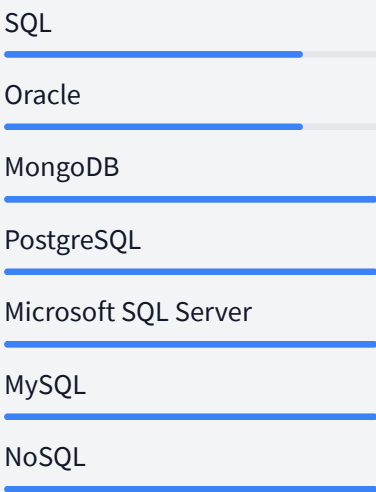 SQL
Oracle
MongoDB
PostgreSQL
Microsoft SQL Server
MySQL
NoSQL